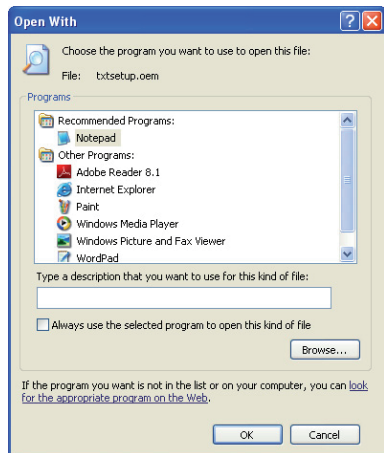 Open With
Choose the program you want to use to open this file:
File: txtsetup.oem
Programs
Recommended Programs:
Notepad
Other Programs:
Adobe Reader 8.1
Internet Explorer
Paint
Windows Media Player
Windows Picture and Fax Viewer
WordPad
Type a description that you want to use for this kind of file:
Always use the selected program to open this kind of file
Browse...
If the program you want is not in the list or on your computer, you can look
for the appropriate program on the Web.
OK Cancel